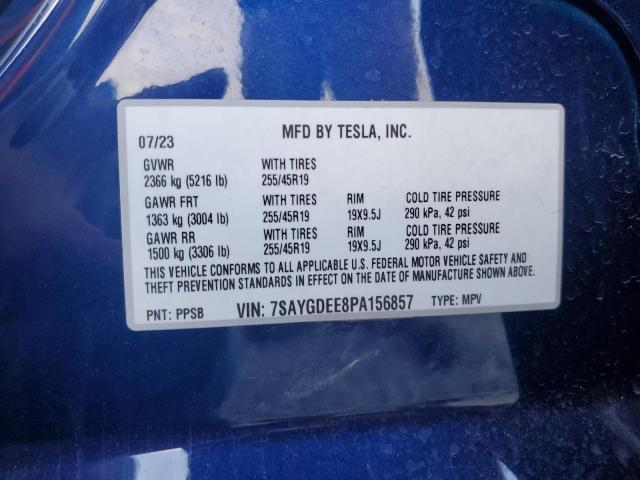 07/23 MFD BY TESLA, INC.
GVWR WITH TIRES
2366 kg (5216 lb) 255/45R19
GAWR FRT WITH TIRES RIM COLD TIRE PRESSURE
1363 kg (3004 lb) 255/45R19 19X9.5J 290 kPa, 42 psi
GAWR RR WITH TIRES RIM COLD TIRE PRESSURE
1500 kg (3306 lb) 255/45R19 19X9.5J 290 kPa, 42 psi
THIS VEHICLE CONFORMS TO ALL APPLICABLE U.S. FEDERAL MOTOR VEHICLE SAFETY AND
THEFT PREVENTION STANDARDS IN EFFECT ON THE DATE OF MANUFACTURE SHOWN ABOVE.
PNT: PPSB VIN: 7SAYGDEE8PA156857 TYPE: MPV